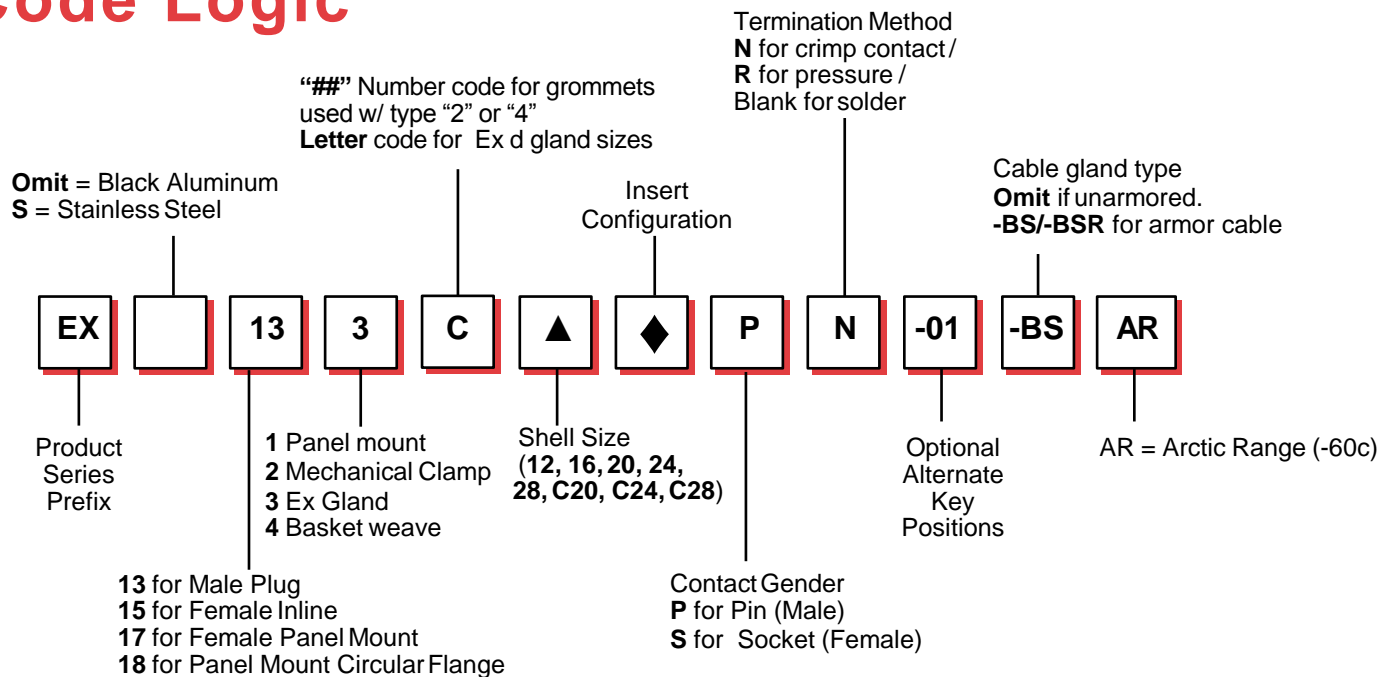 Code Logic
Termination Method
N for crimp contact /
R for pressure /
Blank for solder
“##” Number code for grommets
used w/ type “2” or “4”
Letter code for Ex d gland sizes
Omit = Black Aluminum
S = Stainless Steel
Insert
Configuration
Cable gland type
Omit if unarmored.
-BS/-BSR for armor cable
EX 13 3 C ▲ ◆ P N -01 -BS AR
Product
Series
Prefix
1 Panel mount
2 Mechanical Clamp
3 Ex Gland
4 Basket weave
Shell Size
(12, 16, 20, 24,
28, C20, C24, C28)
Optional
Alternate
Key
Positions
AR = Arctic Range (-60c)
13 for Male Plug
15 for Female Inline
17 for Female Panel Mount
18 for Panel Mount Circular Flange
Contact Gender
P for Pin (Male)
S for Socket (Female)